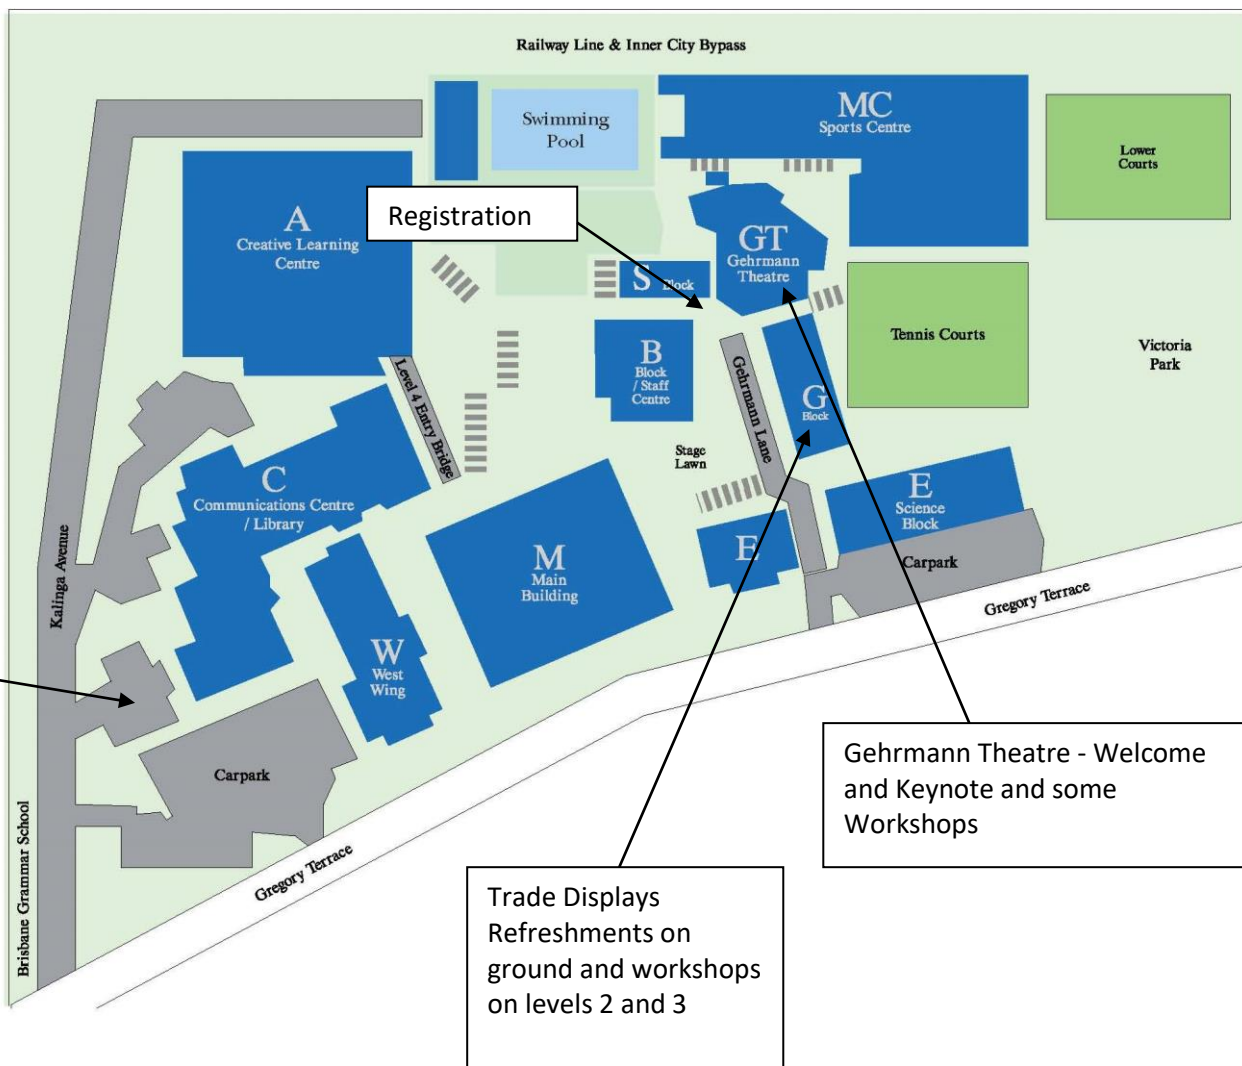 Railway Line & Inner City Bypass
MC
Sports Centre
Swimming
Pool
Lower
Courts
Registration
A
Creative Learning
Centre
GT
Gehrmann
Theatre
S Block
Tennis Courts
Victoria
Park
B
Block
/ Staff
Centre
Gehrmann Lane
G
Block
Level 4 Entry Bridge
Stage
Lawn
C
Communications Centre
/ Library
E
Science
Block
E
M
Main
Building
Carpark
Kalinga Avenue
Gregory Terrace
W
West
Wing
Carpark
Brisbane Grammar School
Gregory Terrace
Gehrmann Theatre - Welcome
and Keynote and some
Workshops
Trade Displays
Refreshments on
ground and workshops
on levels 2 and 3